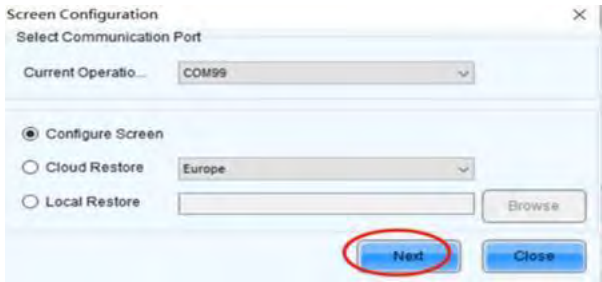 Screen Configuration
Select Communication Port
Current Operatio... COM99
Configure Screen
Cloud Restore Europe
Local Restore Browse
Next Close